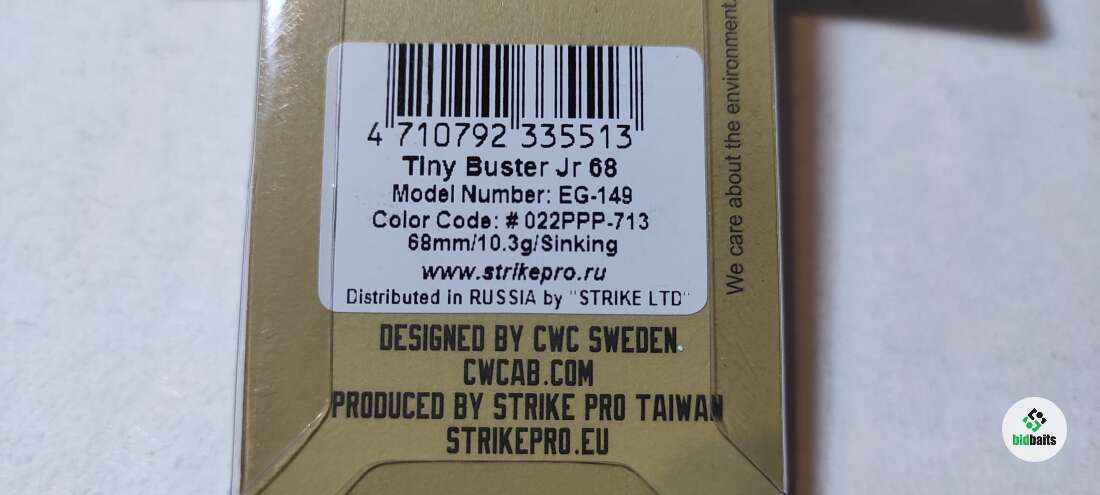 4 710792 335513
Tiny Buster Jr 68
Model Number: EG-149
Color Code: # 022PPP-713
68mm/10.3g/Sinking
www.strikepro.ru
Distributed in RUSSIA by "STRIKE LTD"
DESIGNED BY CWC SWEDEN.
CWCAB.COM
PRODUCED BY STRIKE PRO TAIWAN
STRIKEPRO.EU
We care about the environment.
bidbaits